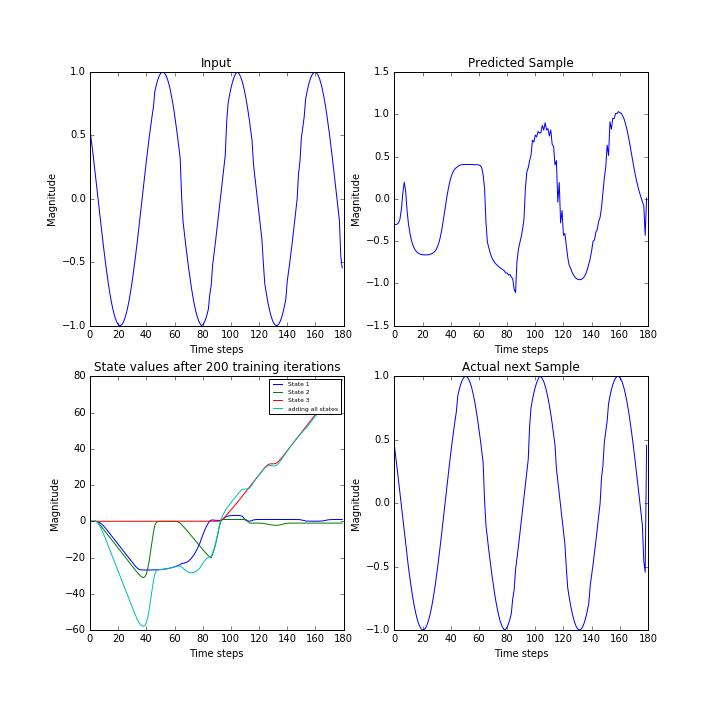 Input
Predicted Sample
1.0
0.5
0.0
−0.5
−1.0
Magnitude
0 20 40 60 80 100 120 140 160 180
Time steps
1.5
1.0
0.5
0.0
−0.5
−1.0
−1.5
Magnitude
0 20 40 60 80 100 120 140 160 180
Time steps
State values after 200 training iterations
Actual next Sample
80
60
40
20
0
−20
−40
−60
Magnitude
State 1
State 2
State 3
adding all states
0 20 40 60 80 100 120 140 160 180
Time steps
1.0
0.5
0.0
−0.5
−1.0
Magnitude
0 20 40 60 80 100 120 140 160 180
Time steps